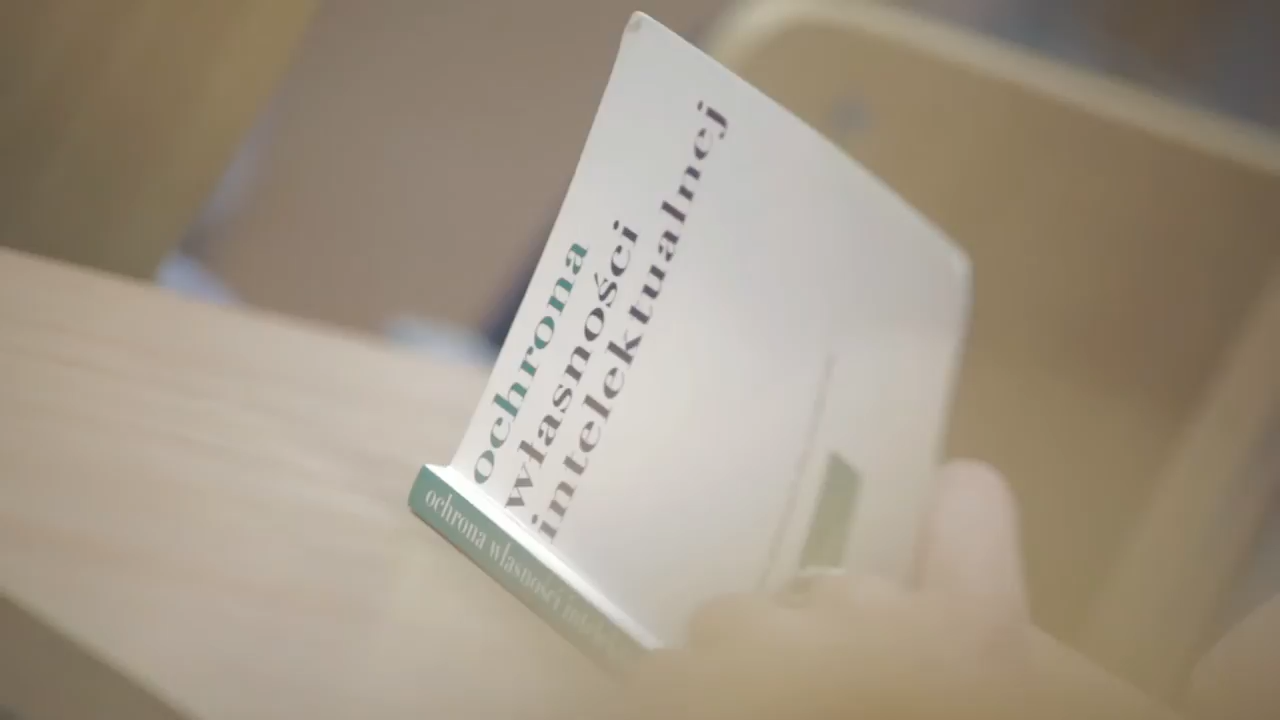 ochrona
własności
intelektualnej
ochrona własności